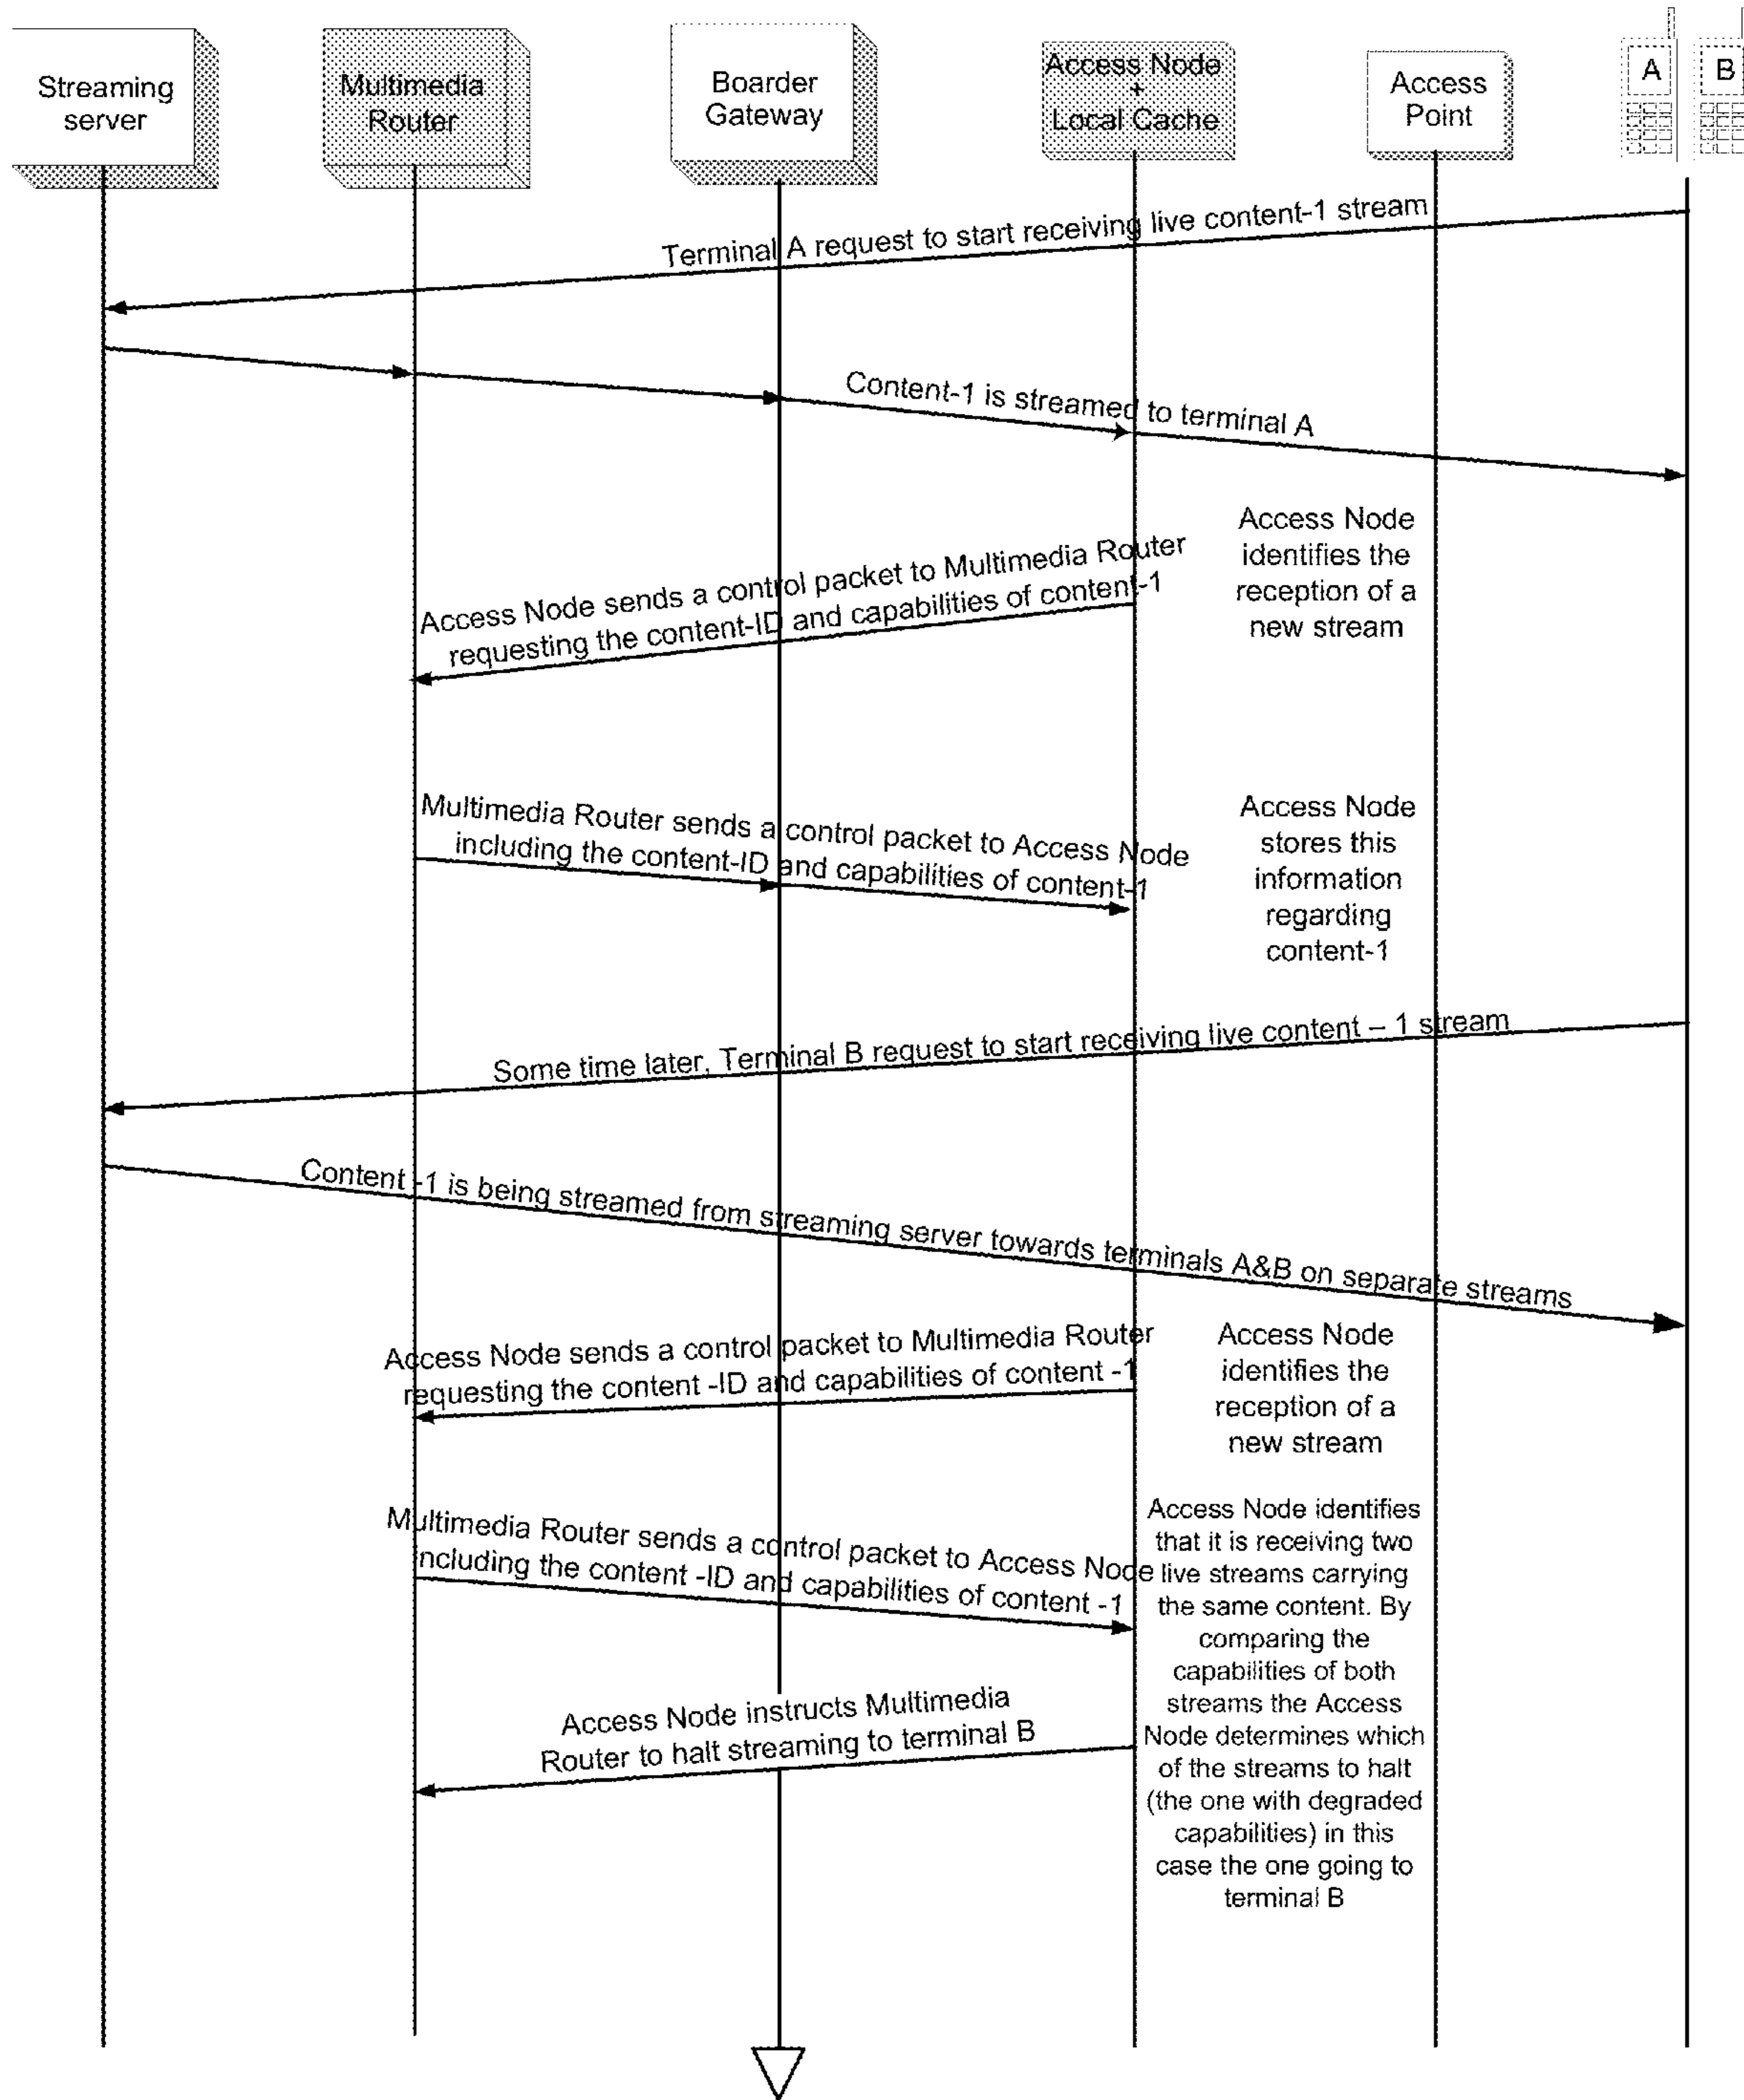 Streaming
server
Multimedia
Router
Boarder
Gateway
Access Node
+
Local Cache
Access
Point
A
B
Terminal A request to start receiving live content-1 stream
Content-1 is streamed to terminal A
Access Node
identifies the
reception of a
new stream
Access Node sends a control packet to Multimedia Router
requesting the content-ID and capabilities of content-1
Multimedia Router sends a control packet to Access Node
including the content-ID and capabilities of content-1
Access Node
stores this
information
regarding
content-1
Some time later, Terminal B request to start receiving live content – 1 stream
Content -1 is being streamed from streaming server towards terminals A&B on separate streams
Access Node sends a control packet to Multimedia Router
requesting the content -ID and capabilities of content -1
Access Node
identifies the
reception of a
new stream
Multimedia Router sends a control packet to Access Node
including the content -ID and capabilities of content -1
Access Node identifies
that it is receiving two
live streams carrying
the same content. By
comparing the
capabilities of both
streams the Access
Node determines which
of the streams to halt
(the one with degraded
capabilities) in this
case the one going to
terminal B
Access Node instructs Multimedia
Router to halt streaming to terminal B